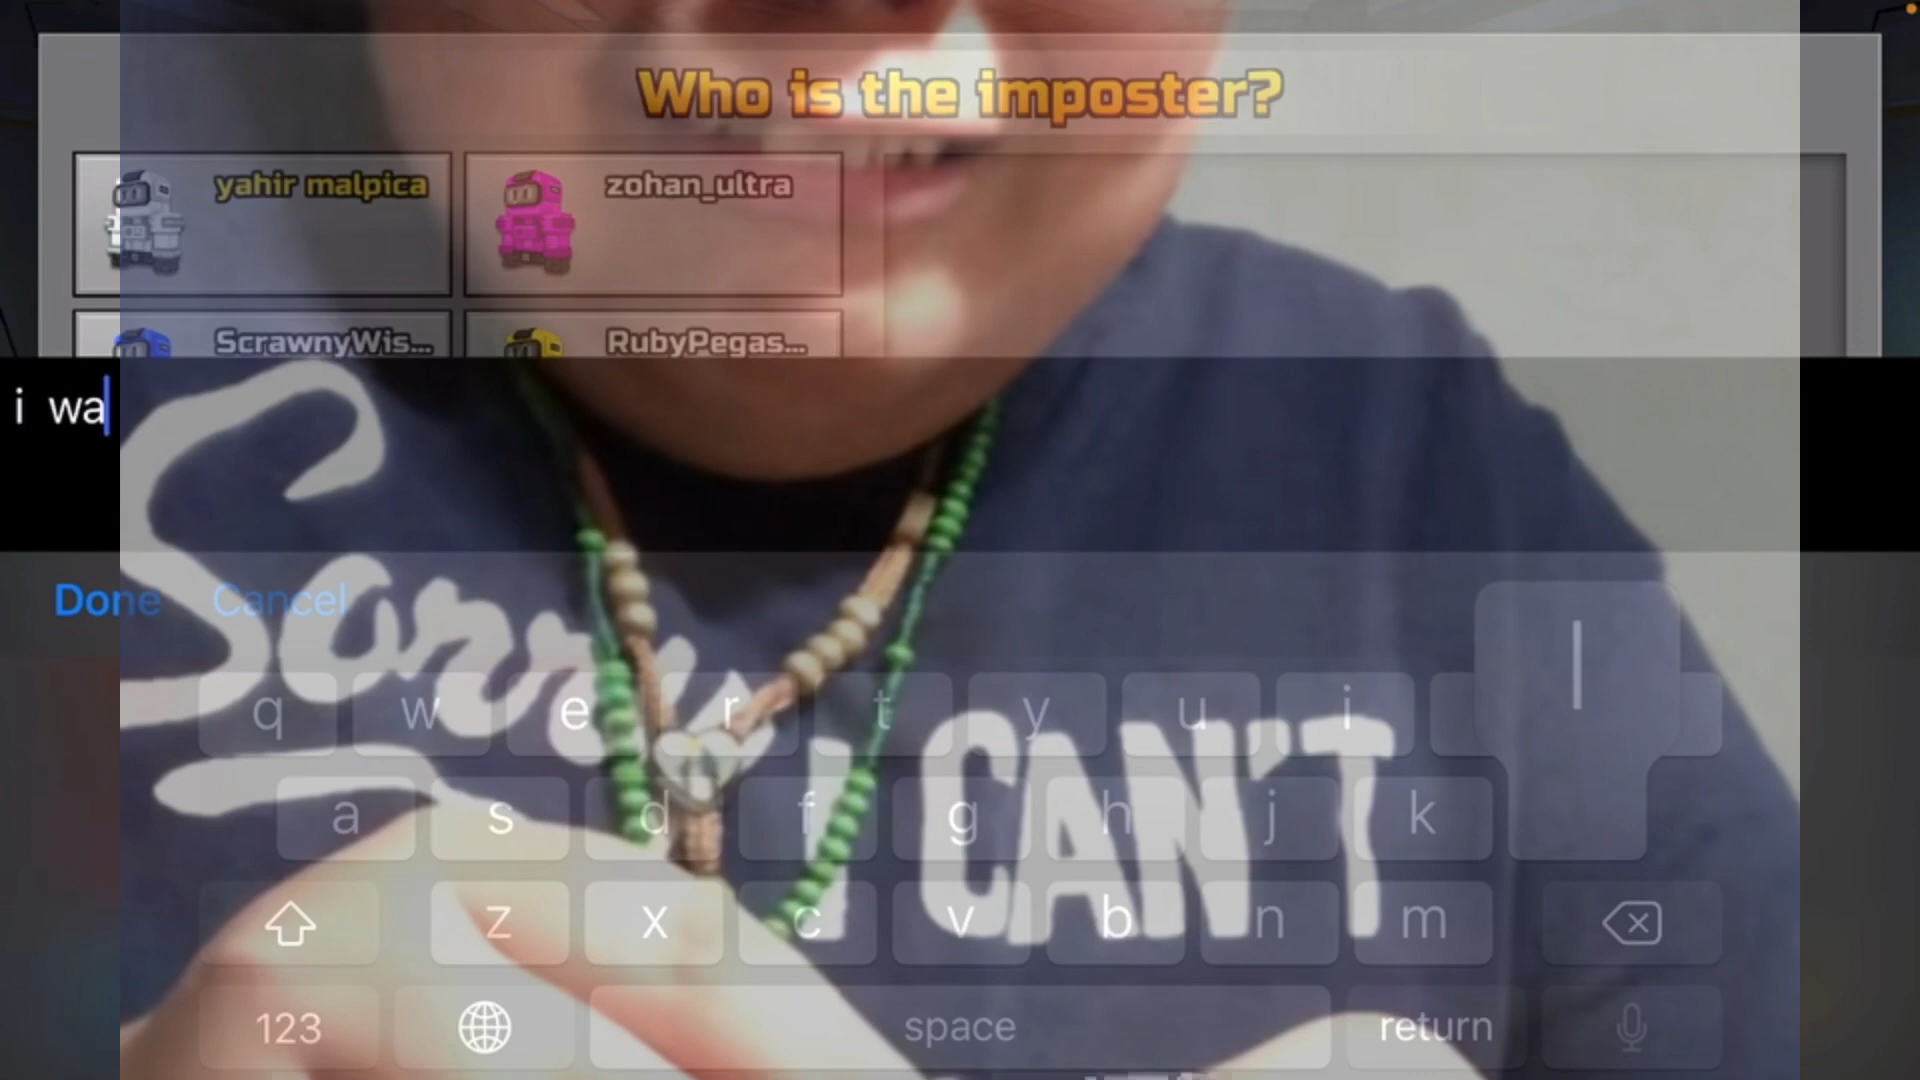 Who is the imposter?
yahir malpica
zohan_ultra
ScrawnyWis...
RubyPegas...
i wa
Done
Cancel
Sorry
I CAN'T
q w e r t y u i l
a s d f g h j k
z x c v b n m
123
space
return